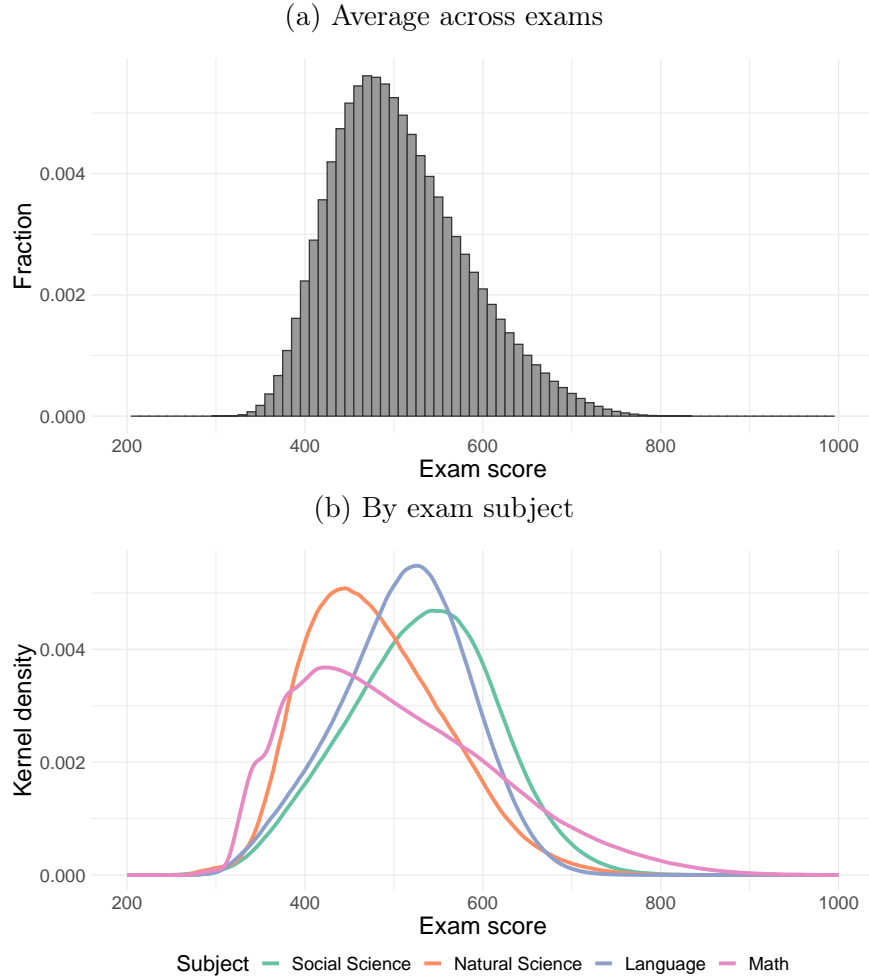 (a) Average across exams
Fraction
0.004
0.002
0.000
200 400 600 800 1000
Exam score
(b) By exam subject
Kernel density
0.004
0.002
0.000
200 400 600 800 1000
Exam score
Subject Social Science Natural Science Language Math